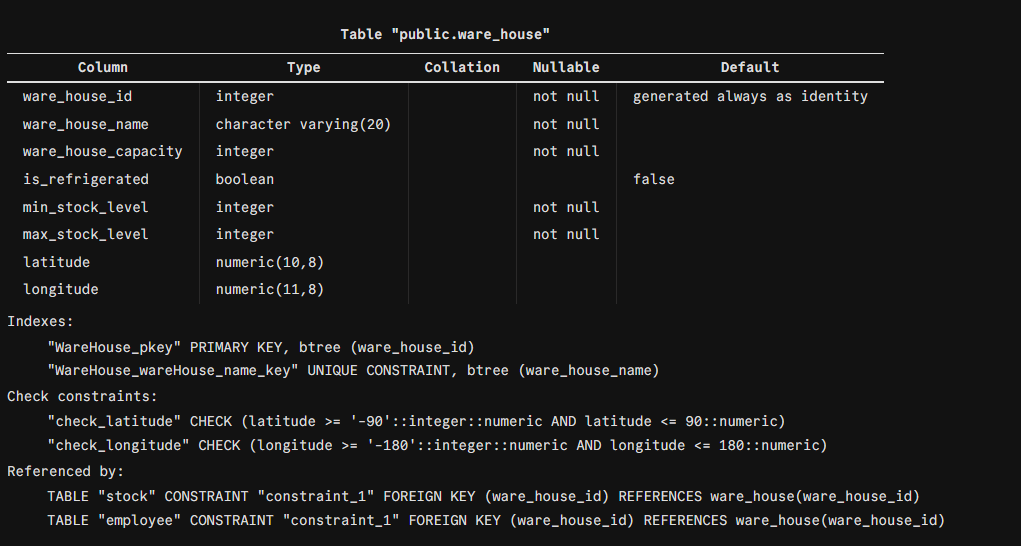 Table "public.ware_house"
Column Type Collation Nullable Default
ware_house_id integer not null generated always as identity
ware_house_name character varying(20) not null
ware_house_capacity integer not null
is_refrigerated boolean false
min_stock_level integer not null
max_stock_level integer not null
latitude numeric(10,8)
longitude numeric(11,8)
Indexes:
"WareHouse_pkey" PRIMARY KEY, btree (ware_house_id)
"WareHouse_wareHouse_name_key" UNIQUE CONSTRAINT, btree (ware_house_name)
Check constraints:
"check_latitude" CHECK (latitude >= '-90'::integer::numeric AND latitude <= 90::numeric)
"check_longitude" CHECK (longitude >= '-180'::integer::numeric AND longitude <= 180::numeric)
Referenced by:
TABLE "stock" CONSTRAINT "constraint_1" FOREIGN KEY (ware_house_id) REFERENCES ware_house(ware_house_id)
TABLE "employee" CONSTRAINT "constraint_1" FOREIGN KEY (ware_house_id) REFERENCES ware_house(ware_house_id)